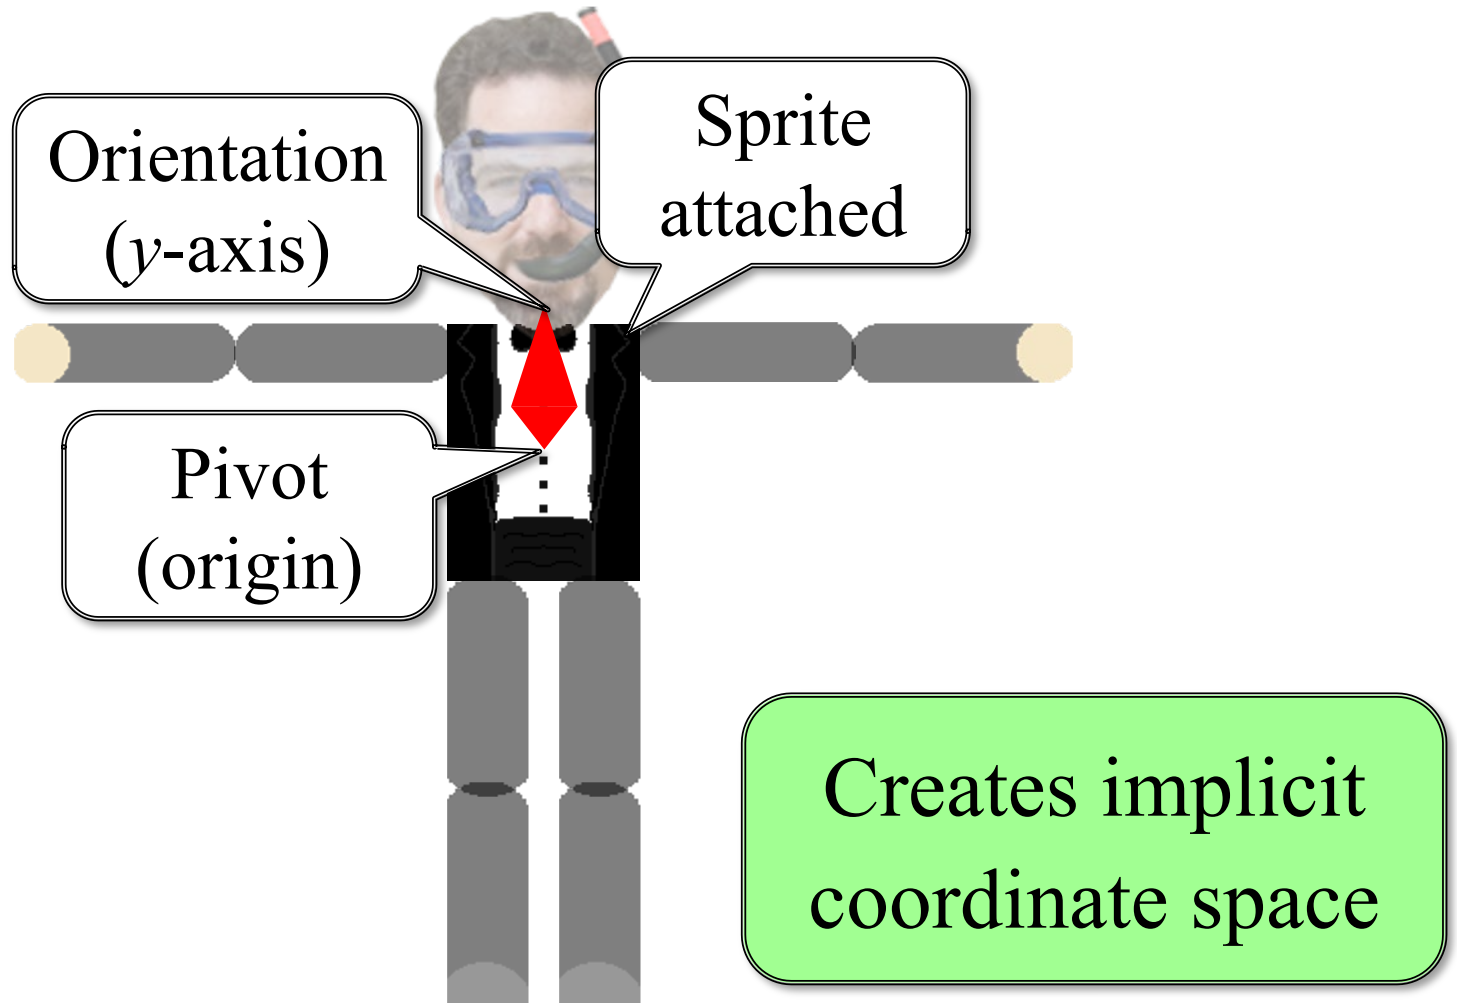 Orientation
(y-axis)
Sprite
attached
Pivot
(origin)
Creates implicit
coordinate space